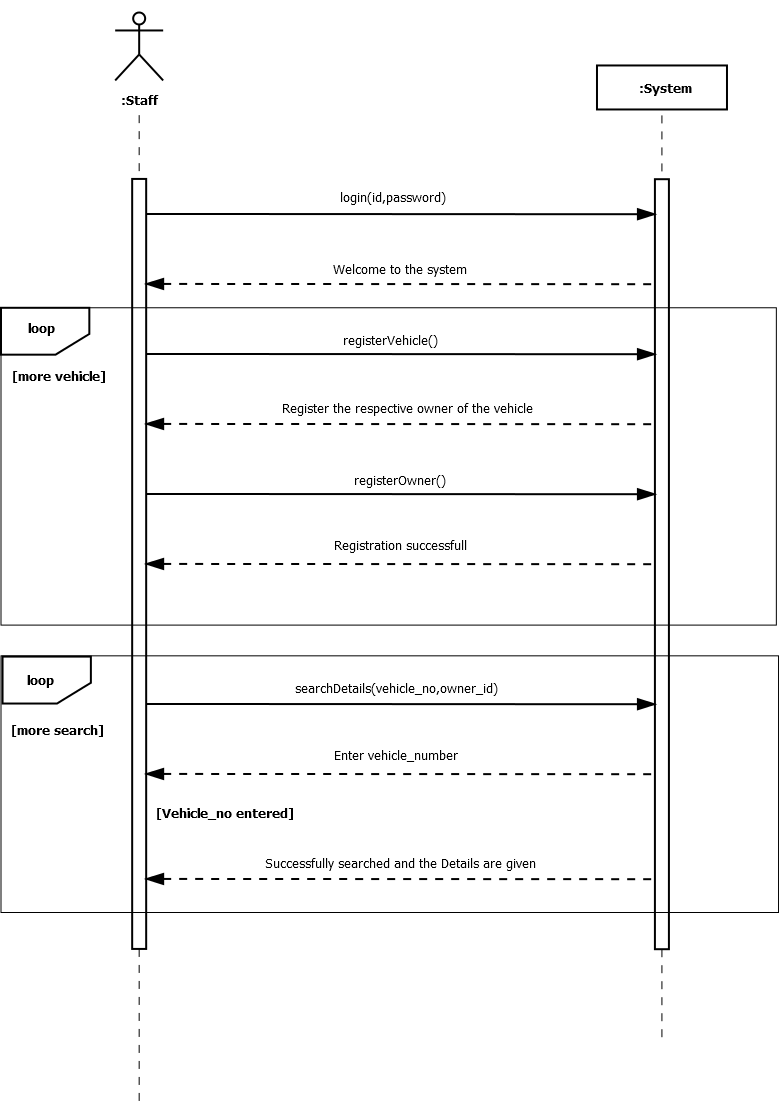 :Staff
:System
login(id,password)
Welcome to the system
loop
registerVehicle()
[more vehicle]
Register the respective owner of the vehicle
registerOwner()
Registration successfull
loop
searchDetails(vehicle_no,owner_id)
[more search]
Enter vehicle_number
[Vehicle_no entered]
Successfully searched and the Details are given